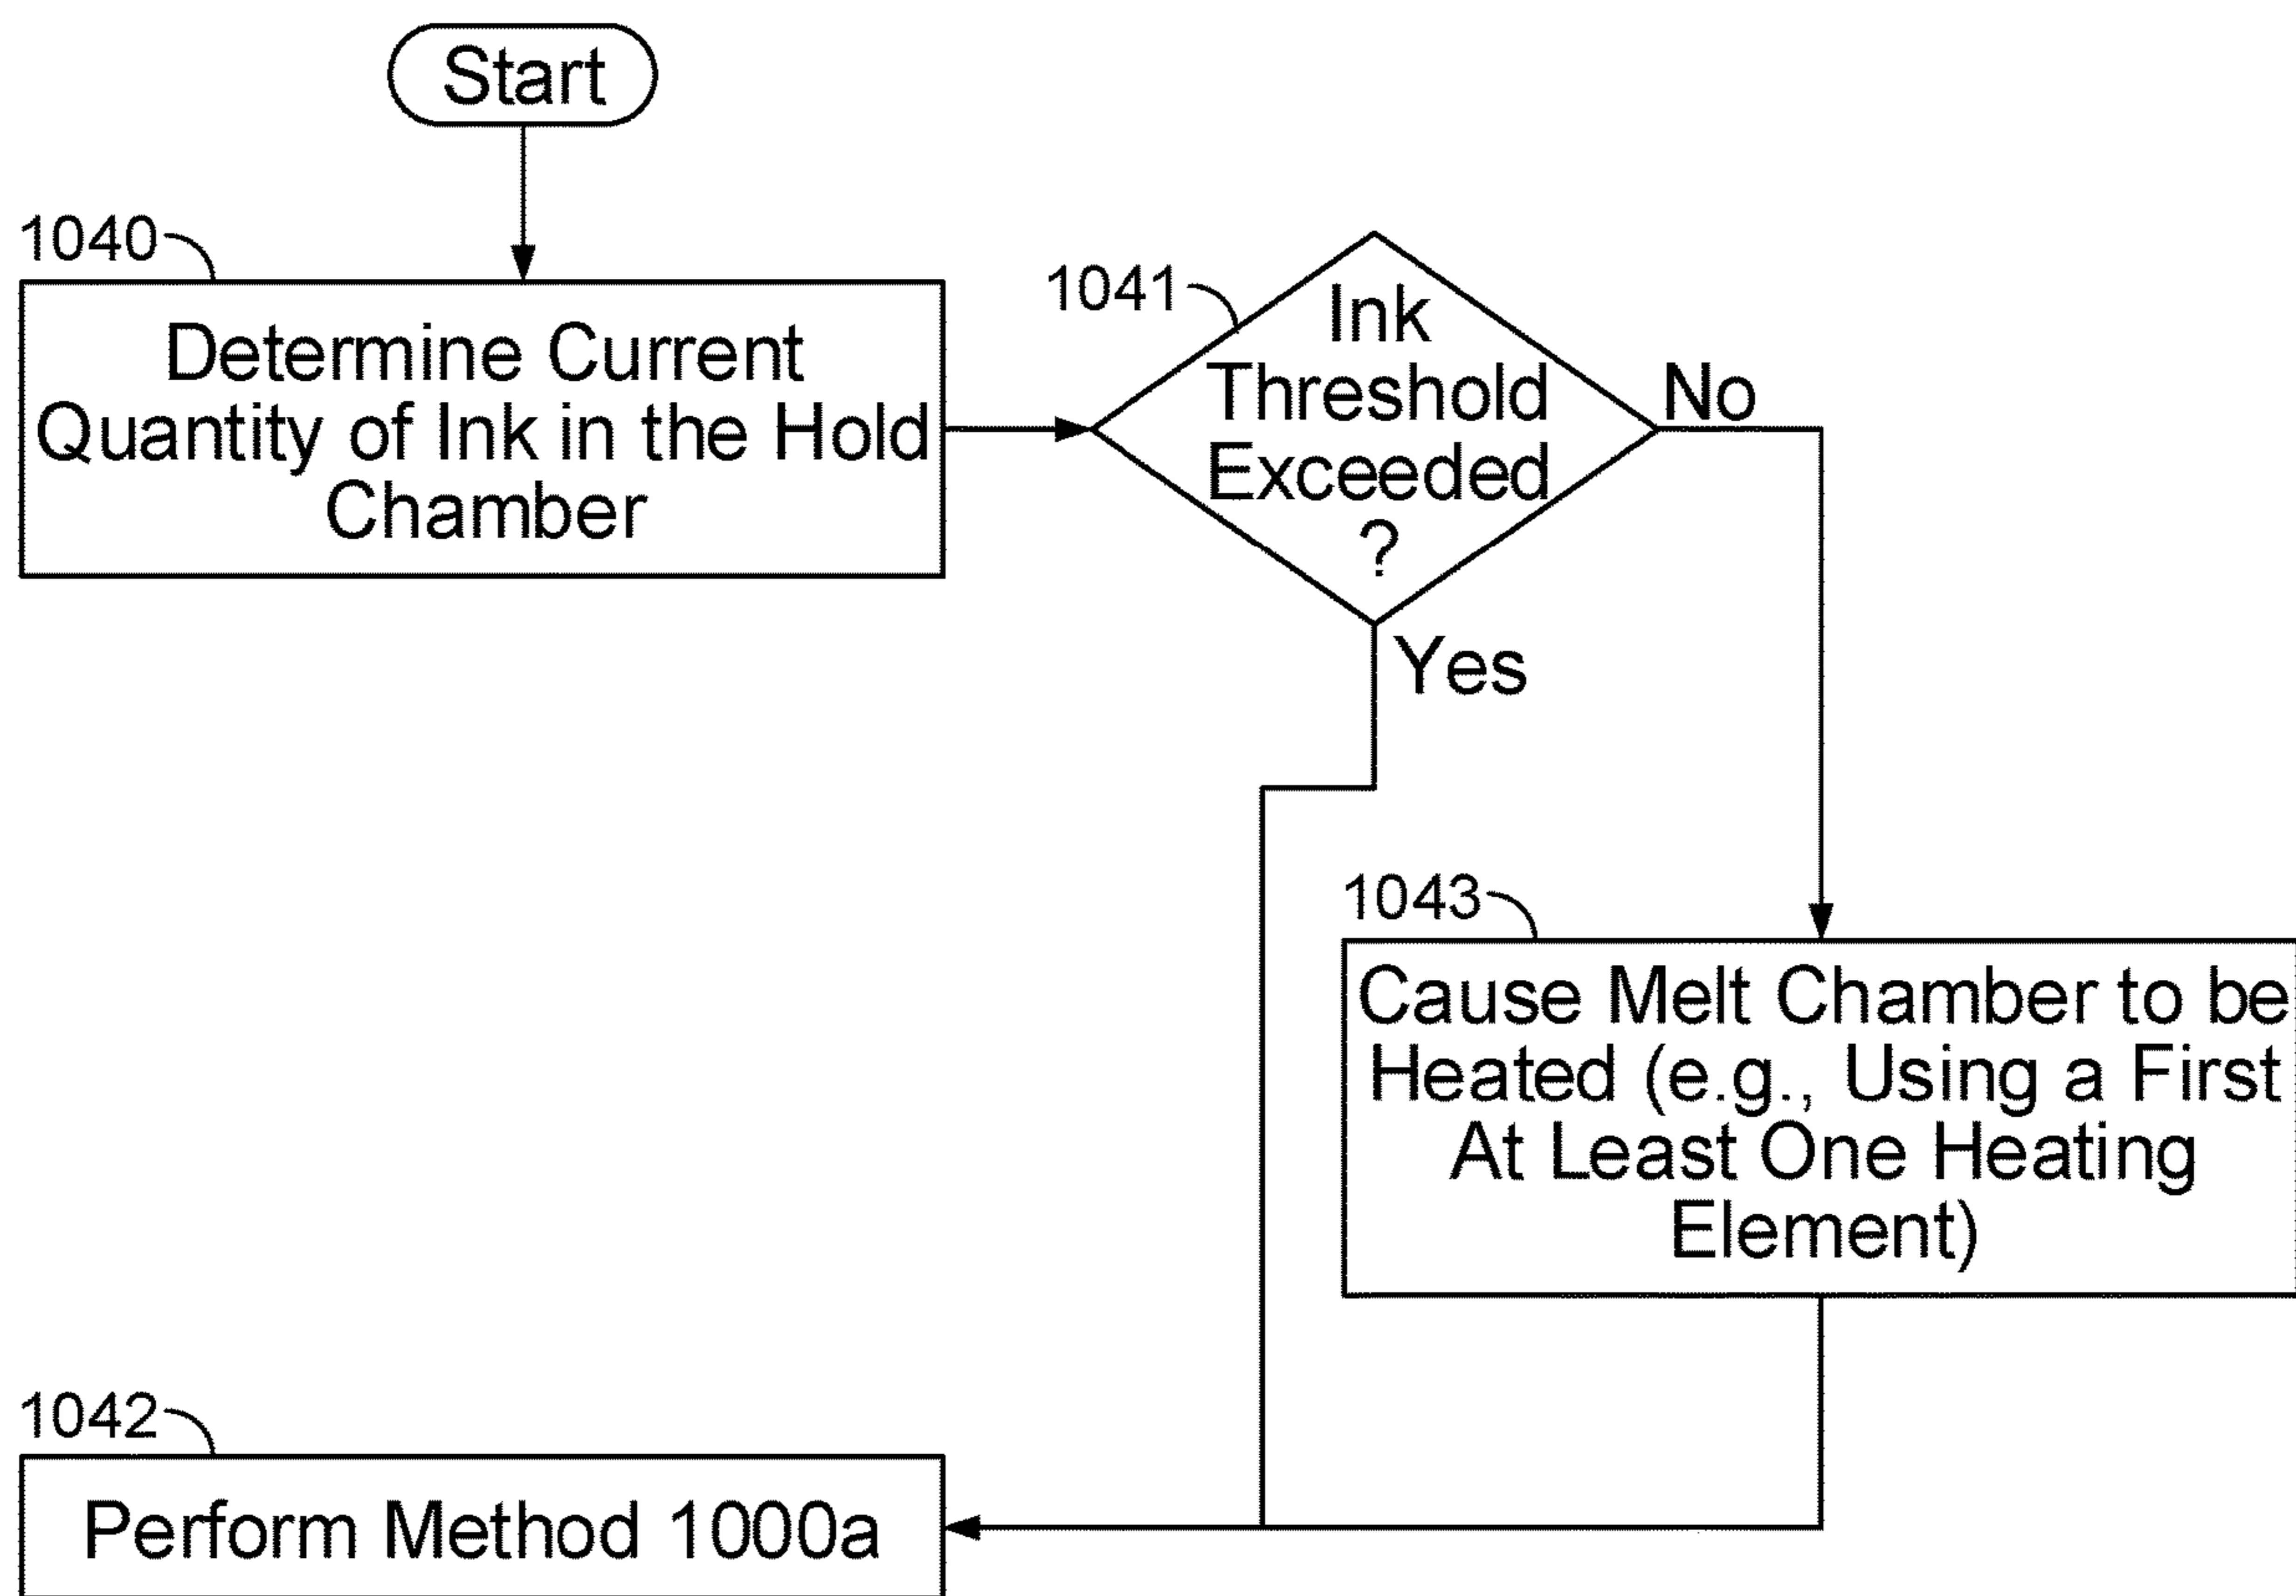 Start
1040
Determine Current
Quantity of Ink in the Hold
Chamber
1041
Ink
Threshold
Exceeded
?
No
Yes
1043
Cause Melt Chamber to be
Heated (e.g., Using a First
At Least One Heating
Element)
1042
Perform Method 1000a